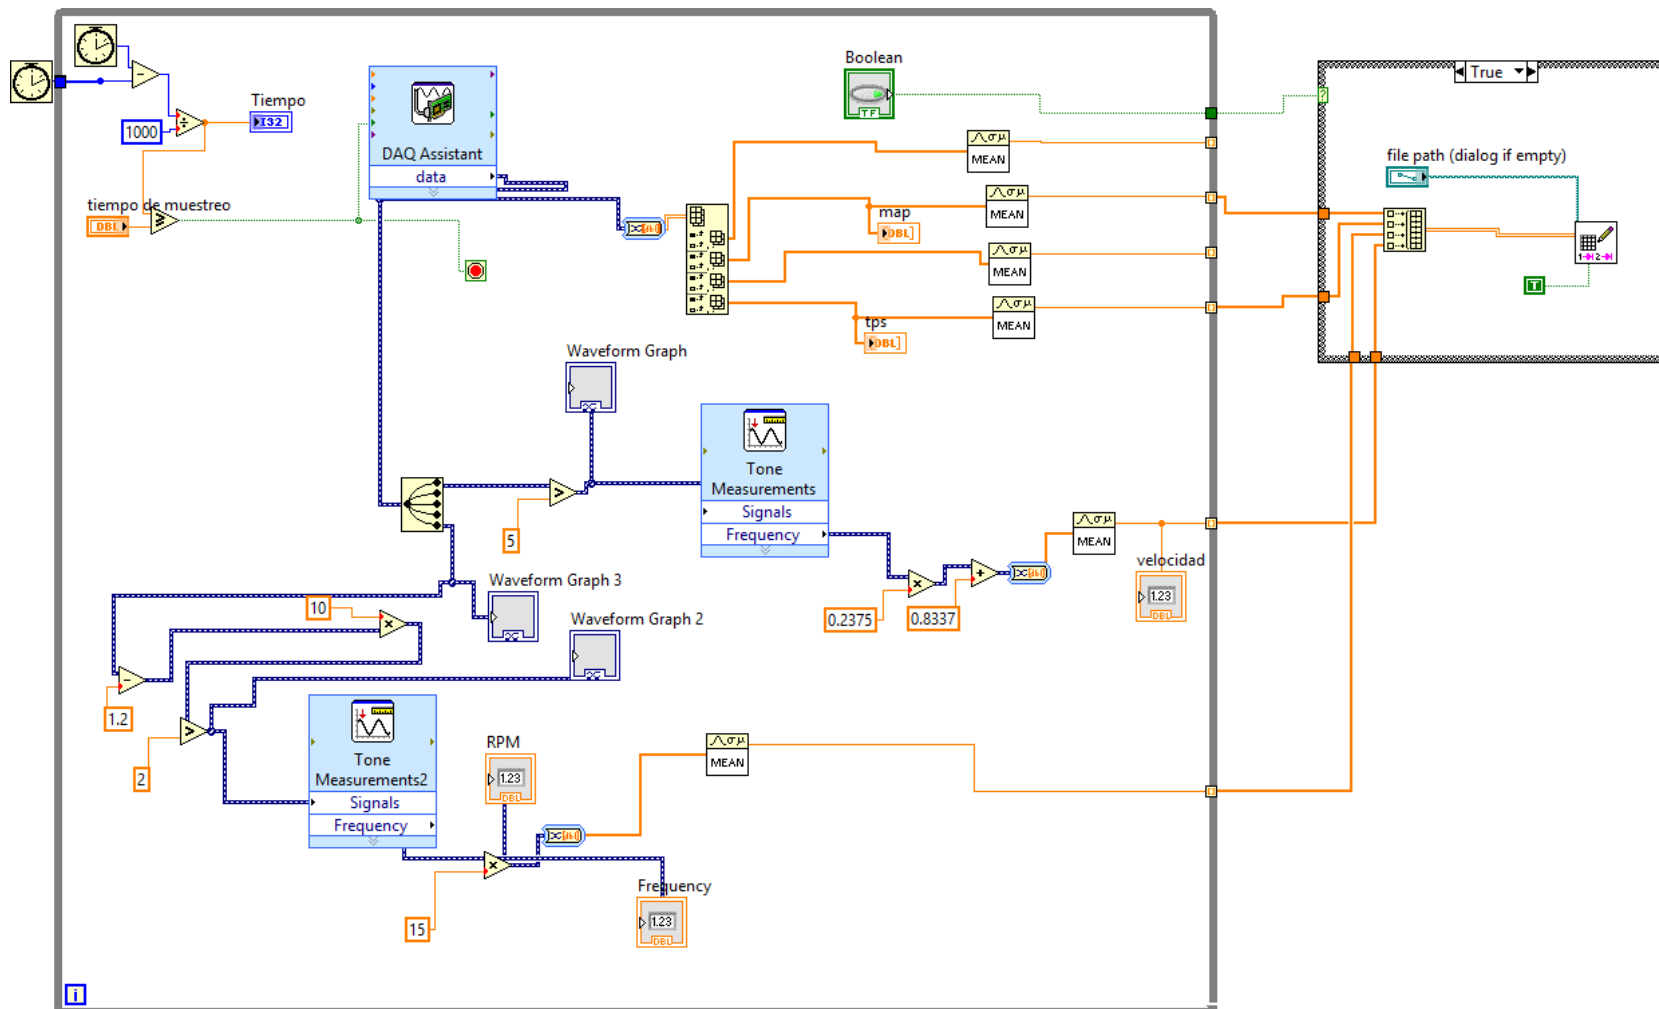 Tiempo
I32
1000
tiempo de muestreo
DBL
DAQ Assistant
data
Boolean
TF
True
?
file path (dialog if empty)
MEAN
MEAN
map
DBL]
MEAN
MEAN
tps
DBL]
T
1 2
Waveform Graph
Tone
Measurements
Signals
Frequency
5
MEAN
velocidad
1.23
DBL
0.2375
0.8337
Waveform Graph 3
10
Waveform Graph 2
1.2
2
Tone
Measurements2
Signals
Frequency
RPM
1.23
DBL
MEAN
15
Frequency
1.23
DBL
i